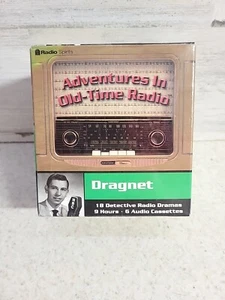 Radio Spirits
Adventures In
Old-Time Radio
Dragnet
18 Detective Radio Dramas
9 Hours - 6 Audio Cassettes